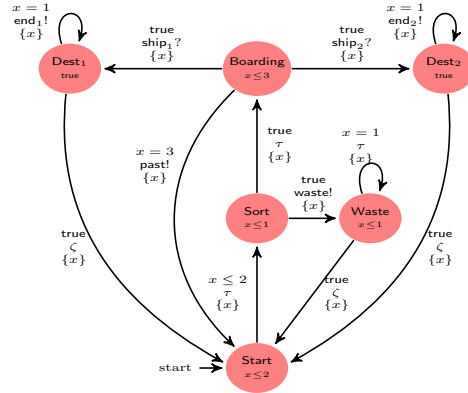 x = 1
end₁!
{x}
x = 1
end₂!
{x}
true
ship₁?
{x}
true
ship₂?
{x}
Dest₁
true
Boarding
x≤3
Dest₂
true
x = 3
past!
{x}
true
τ
{x}
x = 1
τ
{x}
true
waste!
{x}
Sort
x≤1
Waste
x≤1
true
ζ
{x}
x ≤ 2
τ
{x}
true
ζ
{x}
true
ζ
{x}
start
Start
x≤2